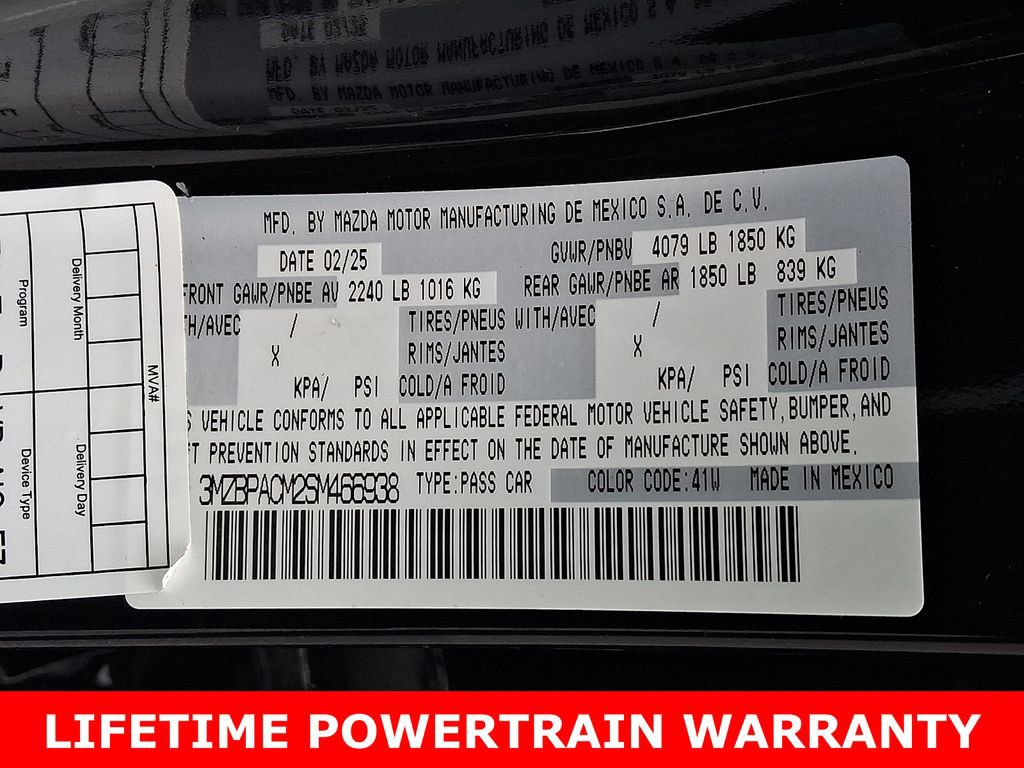 MFD. BY MAZDA MOTOR MANUFACTURING DE MEXICO S.A. DE C.V.
DATE 02/25
GVWR/PNBV 4079 LB 1850 KG
FRONT GAWR/PNBE AV 2240 LB 1016 KG
REAR GAWR/PNBE AR 1850 LB 839 KG
TH/AVEC / TIRES/PNEUS WITH/AVEC / TIRES/PNEUS
X RIMS/JANTES X RIMS/JANTES
KPA/ PSI COLD/A FROID KPA/ PSI COLD/A FROID
S VEHICLE CONFORMS TO ALL APPLICABLE FEDERAL MOTOR VEHICLE SAFETY, BUMPER, AND
FT PREVENTION STANDARDS IN EFFECT ON THE DATE OF MANUFACTURE SHOWN ABOVE.
3MZBPACM2SM466938 TYPE:PASS CAR COLOR CODE:41W MADE IN MEXICO
MVA#
Delivery Month
Delivery Day
Program
Device Type
LIFETIME POWERTRAIN WARRANTY